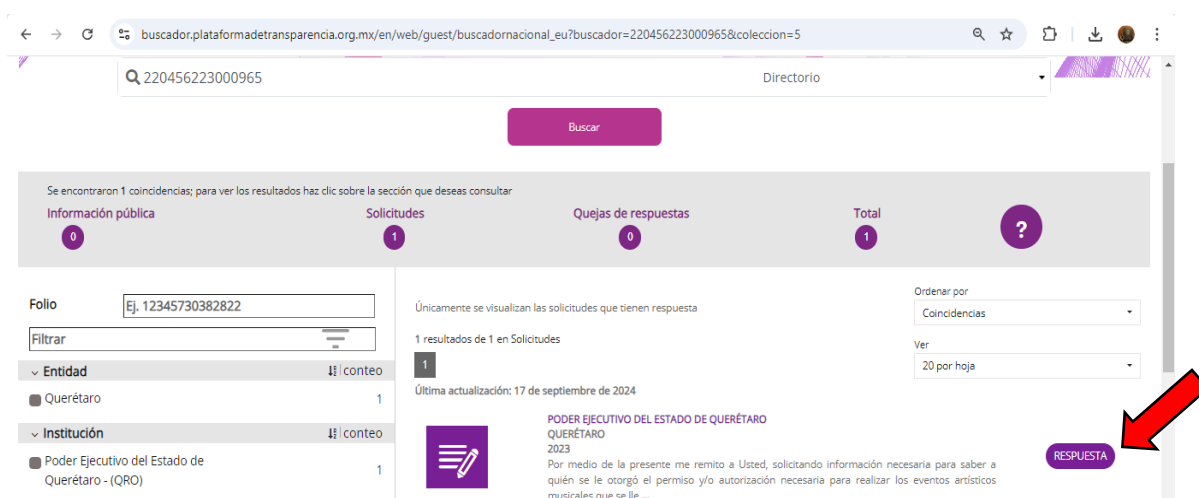 buscador.plataformadetransparencia.org.mx/en/web/guest/buscadornacional_eu?buscador=220456223000965&coleccion=5
220456223000965
Directorio
Buscar
Se encontraron 1 coincidencias; para ver los resultados haz clic sobre la sección que deseas consultar
Información pública
Solicitudes
Quejas de respuestas
Total
0
1
0
1
?
Folio
Ej. 12345730382822
Filtrar
Entidad
conteo
Querétaro
1
Institución
conteo
Poder Ejecutivo del Estado de
Querétaro - (QRO)
1
Únicamente se visualizan las solicitudes que tienen respuesta
Ordenar por
Coincidencias
1 resultados de 1 en Solicitudes
Ver
1
20 por hoja
Última actualización: 17 de septiembre de 2024
PODER EJECUTIVO DEL ESTADO DE QUERÉTARO
QUERÉTARO
2023
Por medio de la presente me remito a Usted, solicitando información necesaria para saber a
quién se le otorgó el permiso y/o autorización necesaria para realizar los eventos artísticos
musicales que se lle ...
RESPUESTA